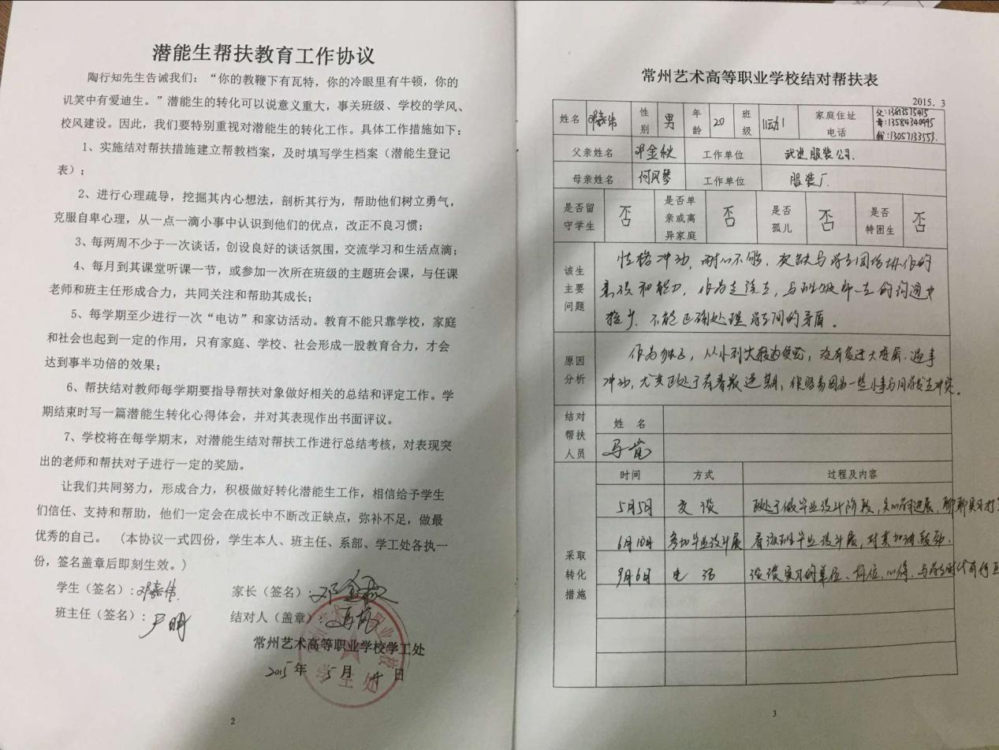 潜能生帮扶教育工作协议
陶行知先生告诫我们：“你的教鞭下有瓦特，你的冷眼里有牛顿，你的
讥笑中有爱迪生。”潜能生的转化可以说意义重大，事关班级、学校的学风、
校风建设。因此，我们要特别重视对潜能生的转化工作。具体工作措施如下：
1、实施结对帮扶措施建立帮教档案，及时填写学生档案（潜能生登记
表）；
2、进行心理疏导，挖掘其内心想法，剖析其行为，帮助他们树立勇气，
克服自卑心理，从一点一滴小事中认识到他们的优点，改正不良习惯；
3、每两周不少于一次谈话，创设良好的谈话氛围，交流学习和生活点滴；
4、每月到其课堂听课一节，或参加一次所在班级的主题班会课，与任课
老师和班主任形成合力，共同关注和帮助其成长；
5、每学期至少进行一次“电访”和家访活动。教育不能只靠学校，家庭
和社会也起到一定的作用，只有家庭、学校、社会形成一股教育合力，才会
达到事半功倍的效果；
6、帮扶结对教师每学期要指导帮扶对象做好相关的总结和评定工作。学
期结束时写一篇潜能生转化心得体会，并对其表现作出书面评议。
7、学校将在每学期末，对潜能生结对帮扶工作进行总结考核，对表现突
出的老师和帮扶对子进行一定的奖励。
让我们共同努力，形成合力，积极做好转化潜能生工作，相信给予学生
们信任、支持和帮助，他们一定会在成长中不断改正缺点，弥补不足，做最
优秀的自己。（本协议一式四份，学生本人、班主任、系部、学工处各执一
份，签名盖章后即刻生效。）
学生（签名）：邓嘉伟 家长（签名）：邓金秋
班主任（签名）：尹明 结对人（盖章）：
常州艺术高等职业学校学工处
2015年 5月 日
学生处
2
常州艺术高等职业学校结对帮扶表
2015．3
姓名 邓嘉伟 性别 男 年龄 20 班级 运动1 家庭住址电话
父：
母：13584340995
：13057133553.
父亲姓名 邓金秋 工作单位 武进服装公司.
母亲姓名 何风琴 工作单位 服装厂.
是否留守学生 否 是否单亲或离异家庭 否 是否孤儿 否 是否特困生 否
该生主要问题
性格冲动，耐心不够，欠缺与学生团结协作的
意识和能力，作为走读生，与班级师生的沟通比
较少，不能正确处理学生间的矛盾。
原因分析
作为独子，从小到大较为受宠，没有受过大委屈，遇事
冲动，尤其正处于青春叛逆期，很容易因为一些小事与同学发生冲突。
结对帮扶人员
姓 名
马
采取转化措施
时间 方式 过程及内容
5月5日 交谈 正处于做毕业设计阶段，关心学习进展，聊聊实习打
6月10日 参加毕业设计展 看该班毕业设计展，对其加油鼓励.
9月6日 电话 谈谈实习的单位、岗位、心得，与学生时代有何
3